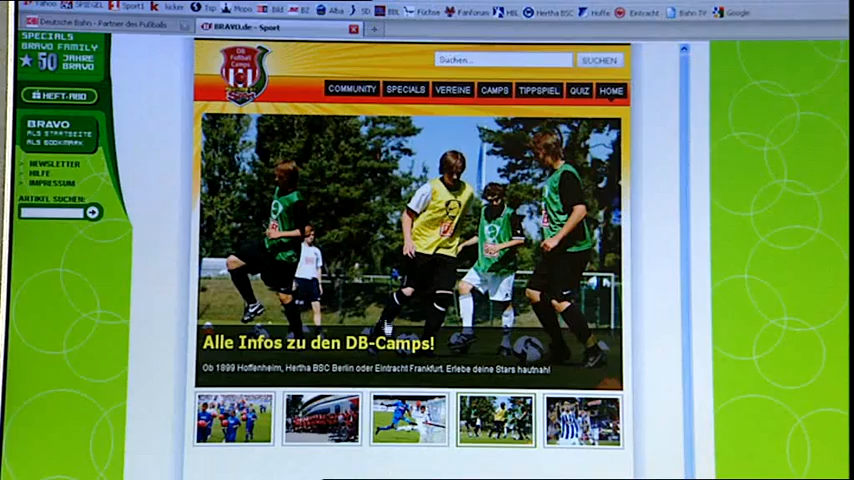 Yahoo SPIEGEL Sport1 kicker Top Mopo Bild BZ Alba SD BBL Füchse Fanforum HBL Hertha BSC Hoffe Eintracht Bahn TV Google
Deutsche Bahn - Partner des Fußballs
BRAVO.de - Sport
SPECIALS
BRAVO FAMILY
50 JAHRE BRAVO
HEFT-ABO
BRAVO
ALS STARTSEITE
ALS BOOKMARK
NEWSLETTER
HILFE
IMPRESSUM
ARTIKEL SUCHEN:
DB
Fußball
Camps
Suchen...
SUCHEN
COMMUNITY SPECIALS VEREINE CAMPS TIPPSPIEL QUIZ HOME
Alle Infos zu den DB-Camps!
Ob 1899 Hoffenheim, Hertha BSC Berlin oder Eintracht Frankfurt. Erlebe deine Stars hautnah!